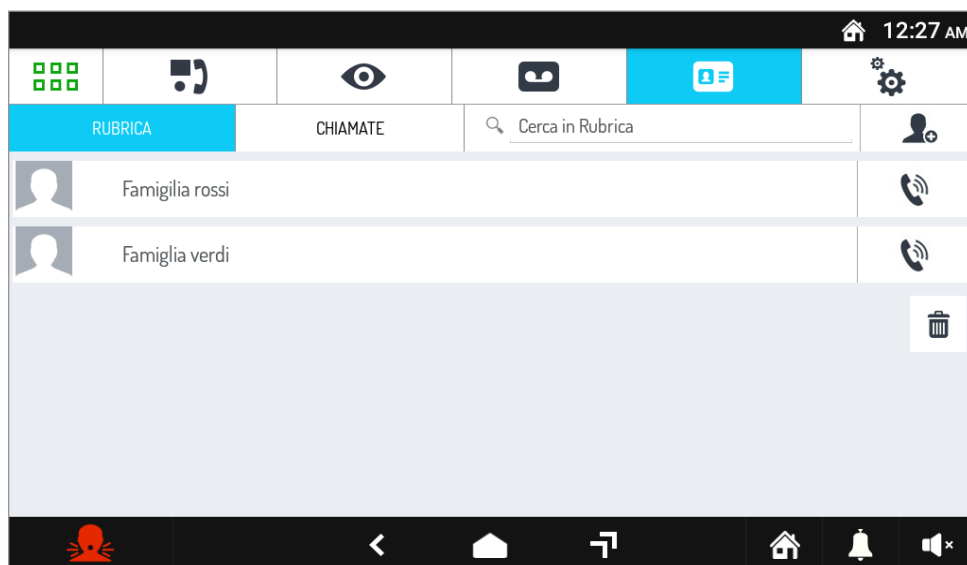 12:27 AM
RUBRICA CHIAMATE Cerca in Rubrica
Famigilia rossi
Famiglia verdi